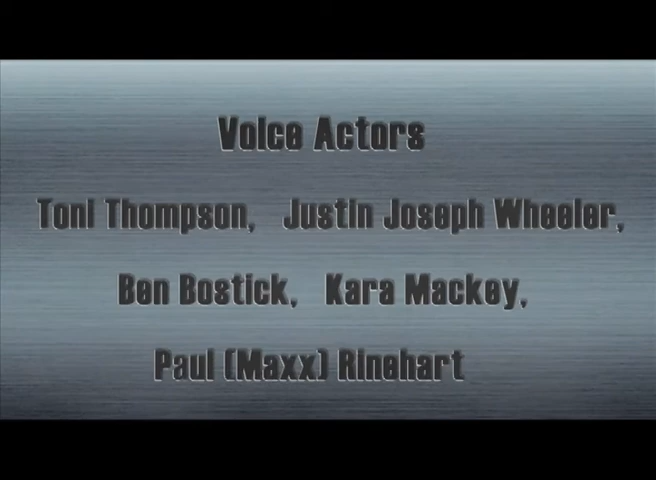 Voice Actors
Toni Thompson, Justin Joseph Wheeler,
Ben Bostick, Kara Mackey,
Paul (Maxx) Rinehart